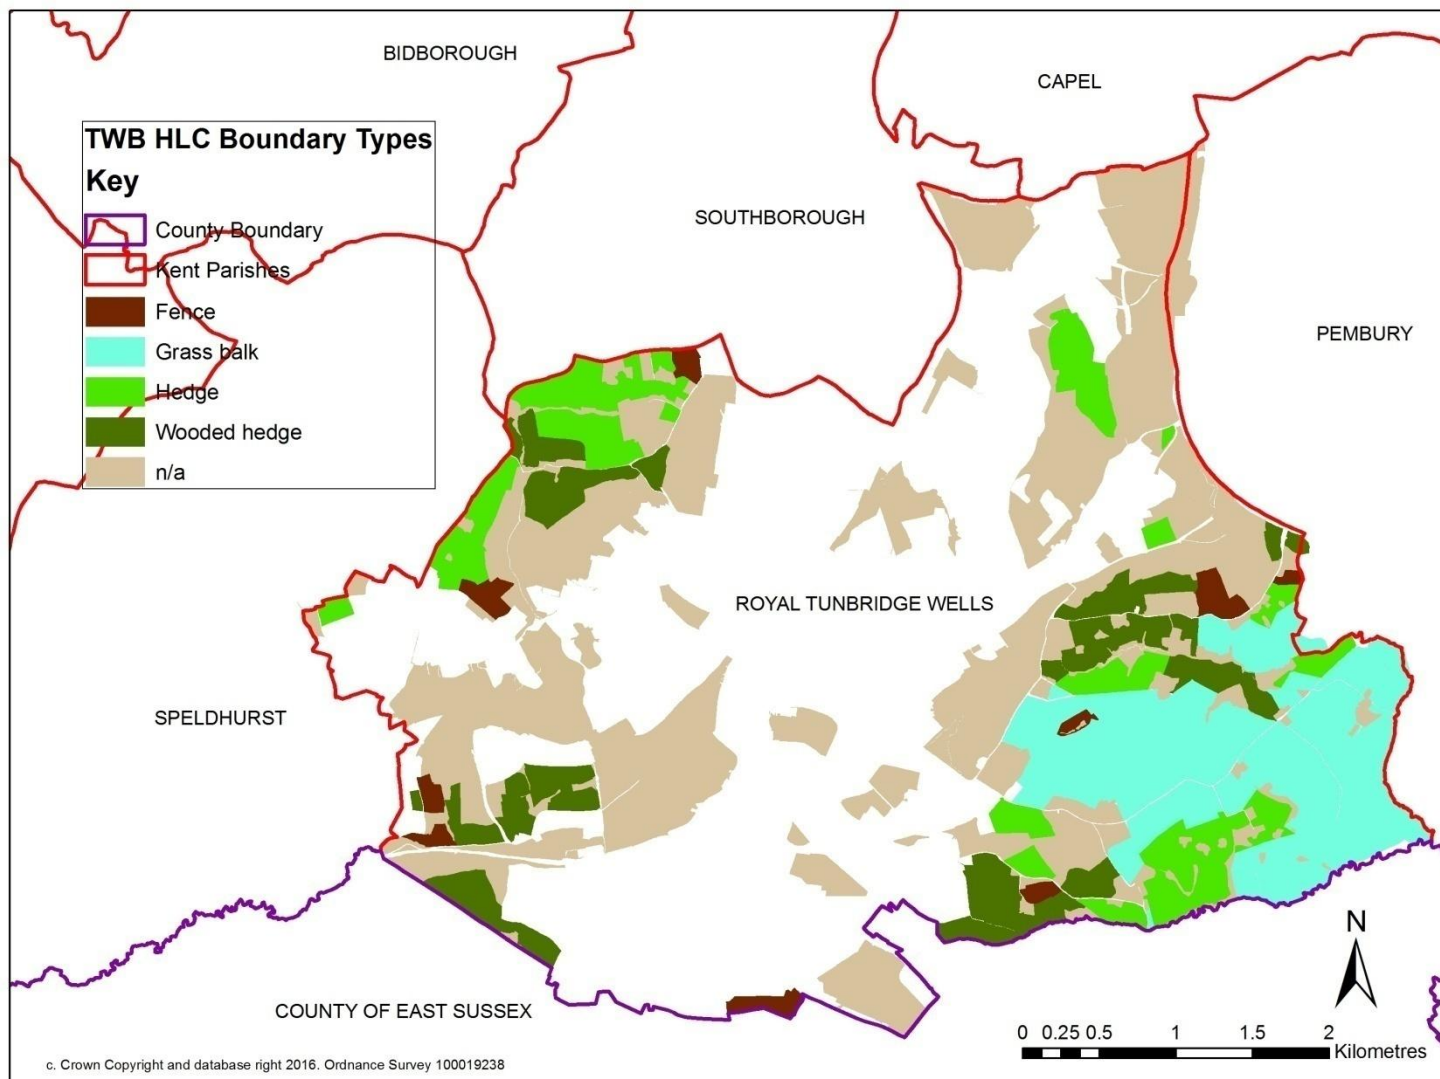 BIDBOROUGH
CAPEL
TWB HLC Boundary Types
Key
County Boundary
Kent Parishes
Fence
Grass balk
Hedge
Wooded hedge
n/a
SOUTHBOROUGH
PEMBURY
ROYAL TUNBRIDGE WELLS
SPELDHURST
COUNTY OF EAST SUSSEX
N
0 0.25 0.5 1 1.5 2
Kilometres
c. Crown Copyright and database right 2016. Ordnance Survey 100019238